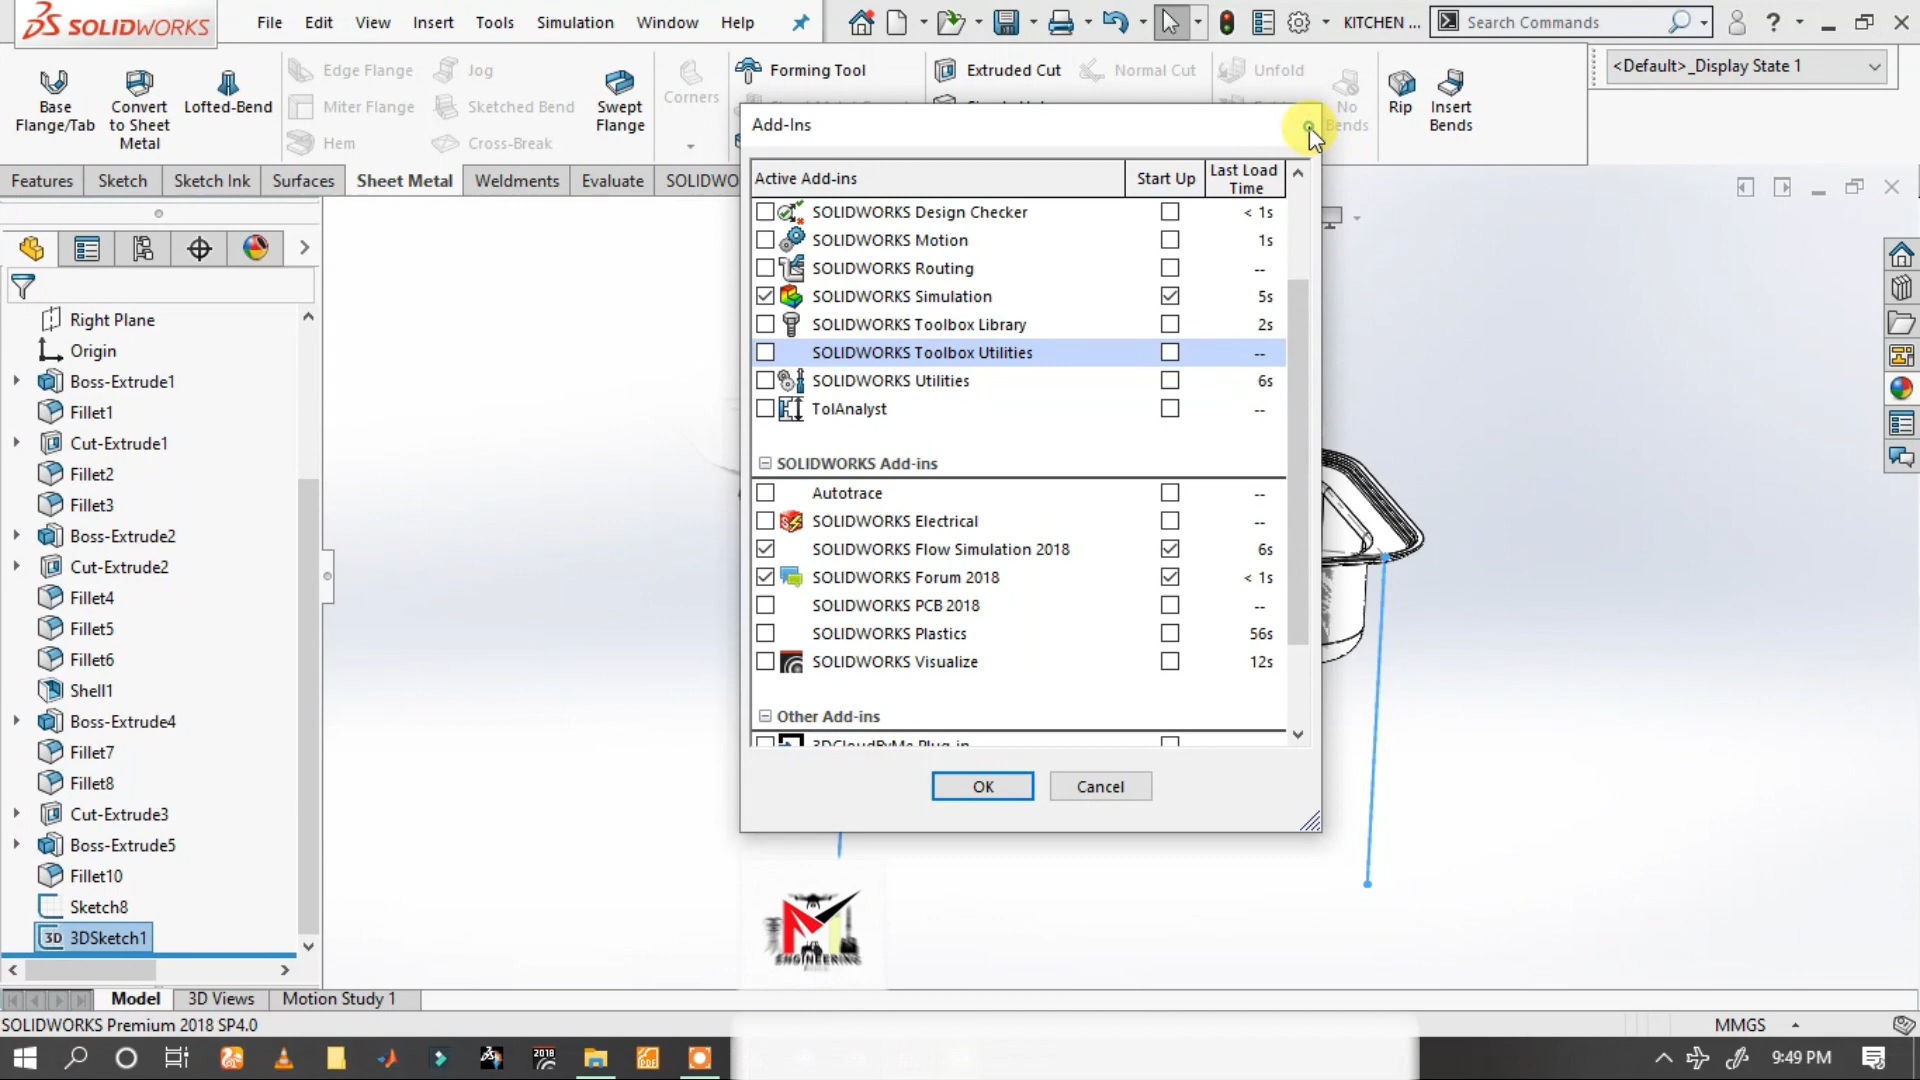 SOLIDWORKS
File Edit View Insert Tools Simulation Window Help
KITCHEN ...
Search Commands
Base Flange/Tab
Convert to Sheet Metal
Lofted-Bend
Edge Flange
Miter Flange
Hem
Jog
Sketched Bend
Cross-Break
Swept Flange
Corners
Forming Tool
Extruded Cut
Normal Cut
Unfold
No Bends
Rip
Insert Bends
<Default>_Display State 1
Features Sketch Sketch Ink Surfaces Sheet Metal Weldments Evaluate SOLIDWO
Right Plane
Origin
Boss-Extrude1
Fillet1
Cut-Extrude1
Fillet2
Fillet3
Boss-Extrude2
Cut-Extrude2
Fillet4
Fillet5
Fillet6
Shell1
Boss-Extrude4
Fillet7
Fillet8
Cut-Extrude3
Boss-Extrude5
Fillet10
Sketch8
3D 3DSketch1
Add-Ins
Active Add-ins Start Up Last Load Time
SOLIDWORKS Design Checker < 1s
SOLIDWORKS Motion 1s
SOLIDWORKS Routing --
SOLIDWORKS Simulation 5s
SOLIDWORKS Toolbox Library 2s
SOLIDWORKS Toolbox Utilities --
SOLIDWORKS Utilities 6s
TolAnalyst --
SOLIDWORKS Add-ins
Autotrace --
SOLIDWORKS Electrical --
SOLIDWORKS Flow Simulation 2018 6s
SOLIDWORKS Forum 2018 < 1s
SOLIDWORKS PCB 2018 --
SOLIDWORKS Plastics 56s
SOLIDWORKS Visualize 12s
Other Add-ins
3DCloudByMe Plug-in
OK Cancel
ENGINEERING
Model 3D Views Motion Study 1
SOLIDWORKS Premium 2018 SP4.0
MMGS
2018
9:49 PM